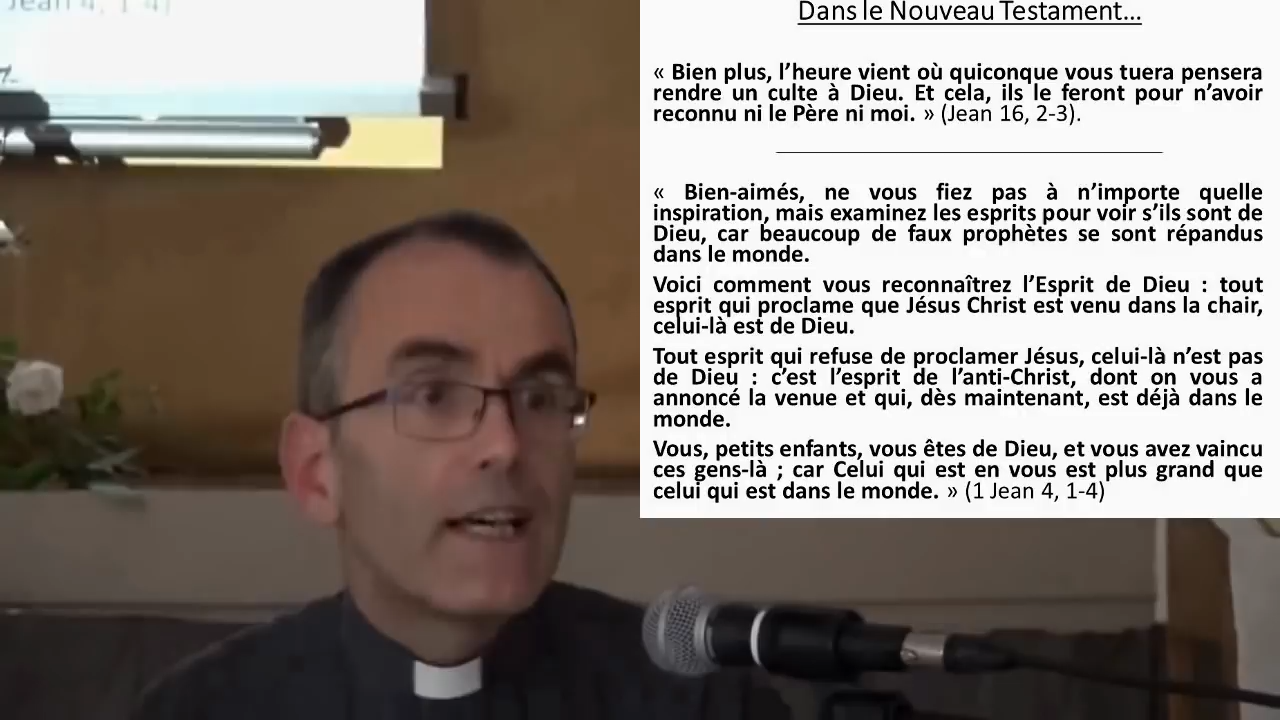 Jean 4, 1-4)
Dans le Nouveau Testament...
« Bien plus, l’heure vient où quiconque vous tuera pensera
rendre un culte à Dieu. Et cela, ils le feront pour n’avoir
reconnu ni le Père ni moi. » (Jean 16, 2-3).
« Bien-aimés, ne vous fiez pas à n’importe quelle
inspiration, mais examinez les esprits pour voir s’ils sont de
Dieu, car beaucoup de faux prophètes se sont répandus
dans le monde.
Voici comment vous reconnaîtrez l’Esprit de Dieu : tout
esprit qui proclame que Jésus Christ est venu dans la chair,
celui-là est de Dieu.
Tout esprit qui refuse de proclamer Jésus, celui-là n’est pas
de Dieu : c’est l’esprit de l’anti-Christ, dont on vous a
annoncé la venue et qui, dès maintenant, est déjà dans le
monde.
Vous, petits enfants, vous êtes de Dieu, et vous avez vaincu
ces gens-là ; car Celui qui est en vous est plus grand que
celui qui est dans le monde. » (1 Jean 4, 1-4)